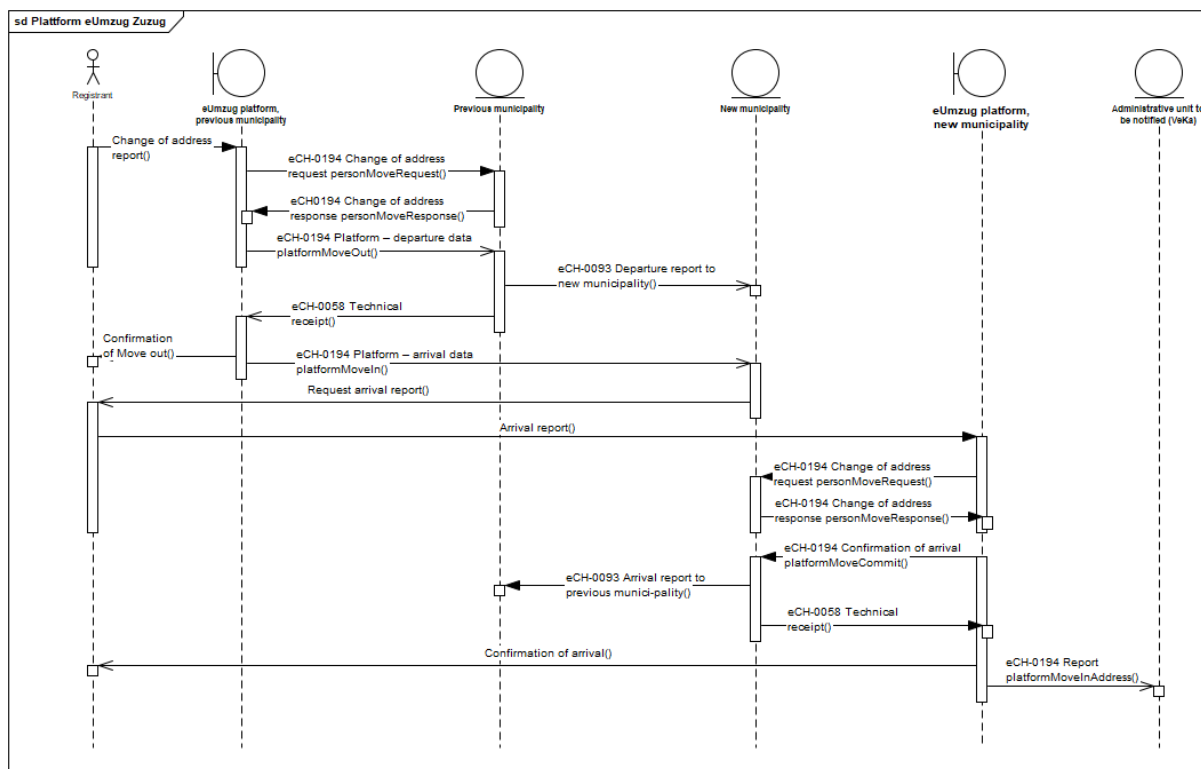 sd Plattform eUmzug Zuzug
Registrant
eUmzug platform,
previous municipality
Previous municipality
New municipality
eUmzug platform,
new municipality
Administrative unit to
be notified (VeKa)
Change of address
report()
eCH-0194 Change of address
request personMoveRequest()
eCH0194 Change of address
response personMoveResponse()
eCH-0194 Platform – departure data
platformMoveOut()
eCH-0093 Departure report to
new municipality()
eCH-0058 Technical
receipt()
Confirmation
of Move out()
eCH-0194 Platform – arrival data
platformMoveIn()
Request arrival report()
Arrival report()
eCH-0194 Change of address
request personMoveRequest()
eCH-0194 Change of address
response personMoveResponse()
eCH-0194 Confirmation of arrival
platformMoveCommit()
eCH-0093 Arrival report to
previous munici-pality()
eCH-0058 Technical
receipt()
Confirmation of arrival()
eCH-0194 Report
platformMoveInAddress()